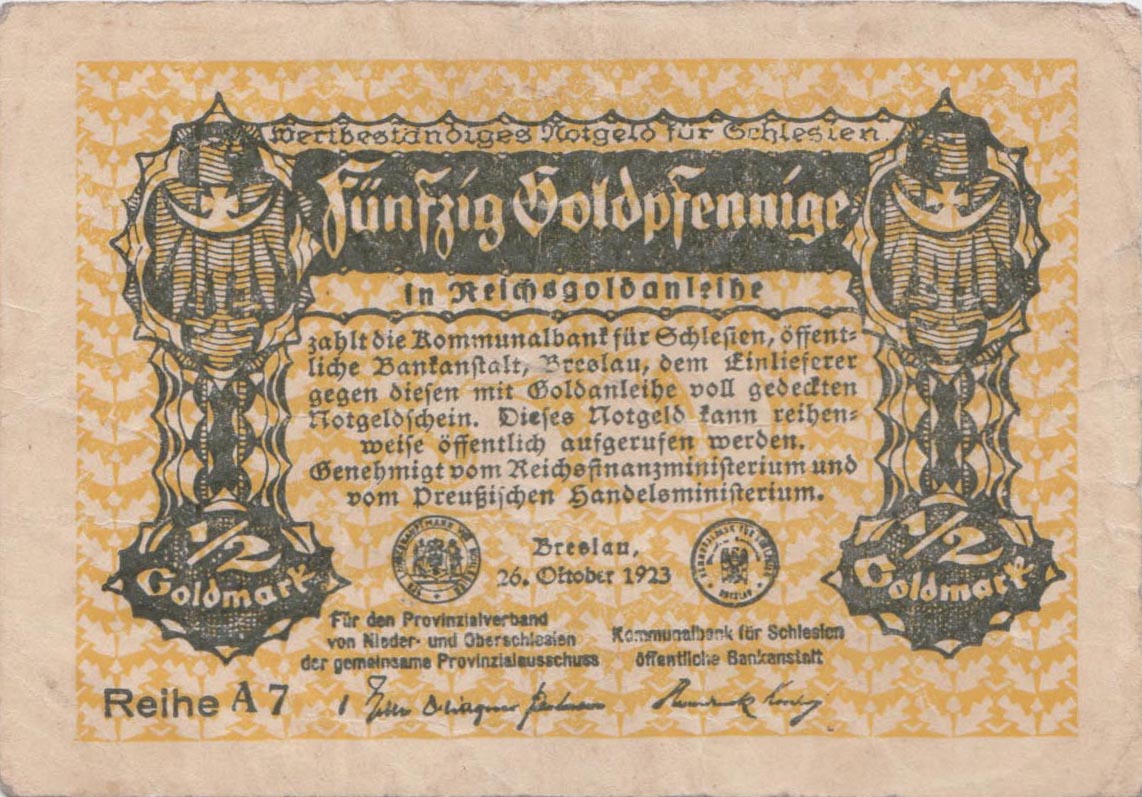 Wertbeständiges Notgeld für Schlesien.
Fünfzig Goldpfennige
in Reichsgoldanleihe
zahlt die Kommunalbank für Schlesien, öffent-
liche Bankanstalt, Breslau, dem Einlieferer
gegen diesen mit Goldanleihe voll gedeckten
Notgeldschein. Dieses Notgeld kann reihen-
weise öffentlich aufgerufen werden.
Genehmigt vom Reichsfinanzministerium und
vom Preußischen Handelsministerium.
1/2
Goldmark
1/2
Goldmark
Breslau,
26. Oktober 1923
Für den Provinzialverband
von Nieder- und Oberschlesien
der gemeinsame Provinzialausschuss
Kommunalbank für Schlesien
öffentliche Bankanstalt
Reihe A 7